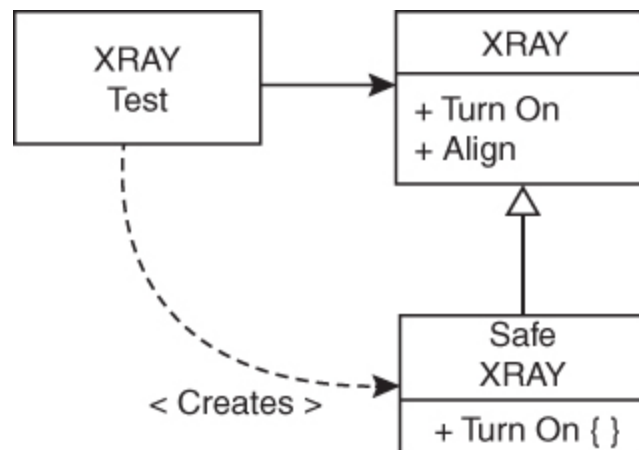 XRAY
Test
XRAY
+ Turn On
+ Align
< Creates >
Safe
XRAY
+ Turn On { }